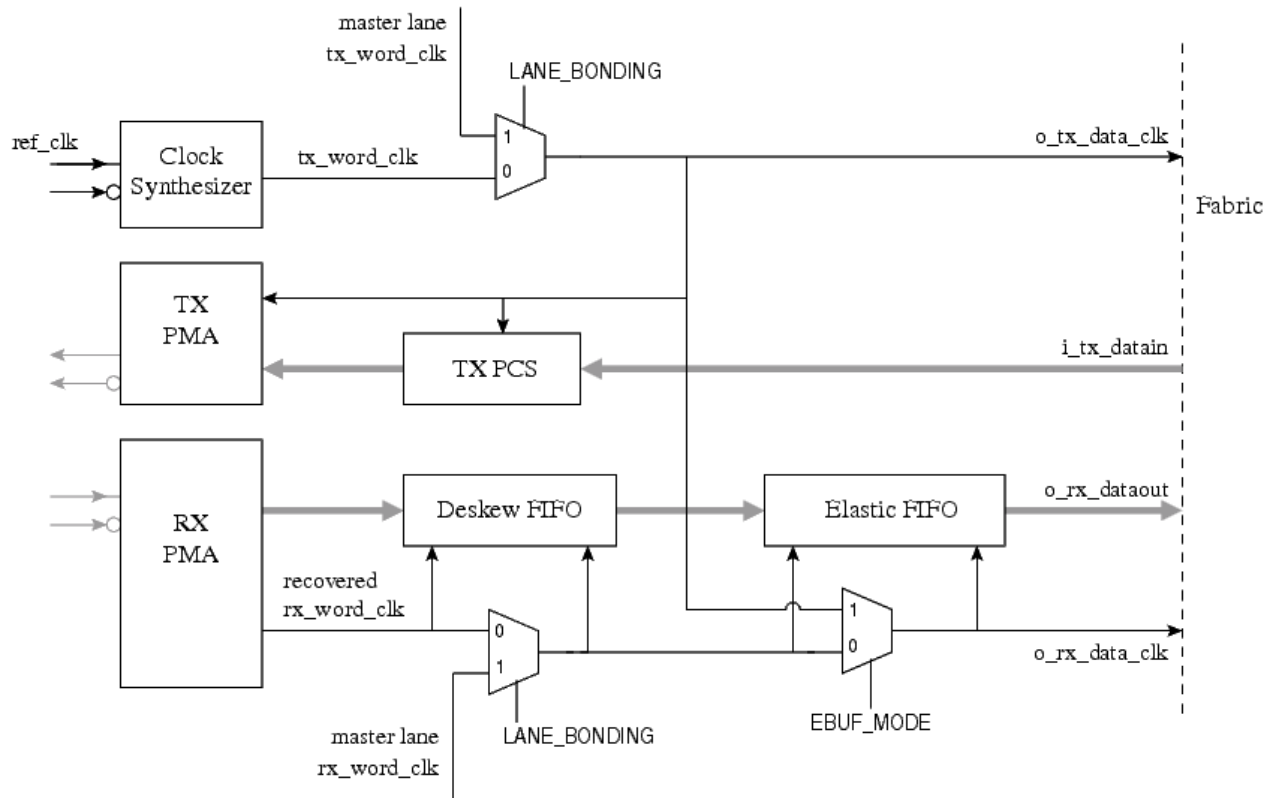 master lane
tx_word_clk
LANE_BONDING
ref_clk
Clock
Synthesizer
tx_word_clk
1
0
o_tx_data_clk
Fabric
TX
PMA
TX PCS
i_tx_datain
RX
PMA
Deskew FIFO
Elastic FIFO
o_rx_dataout
recovered
rx_word_clk
0
1
1
0
o_rx_data_clk
LANE_BONDING
EBUF_MODE
master lane
rx_word_clk